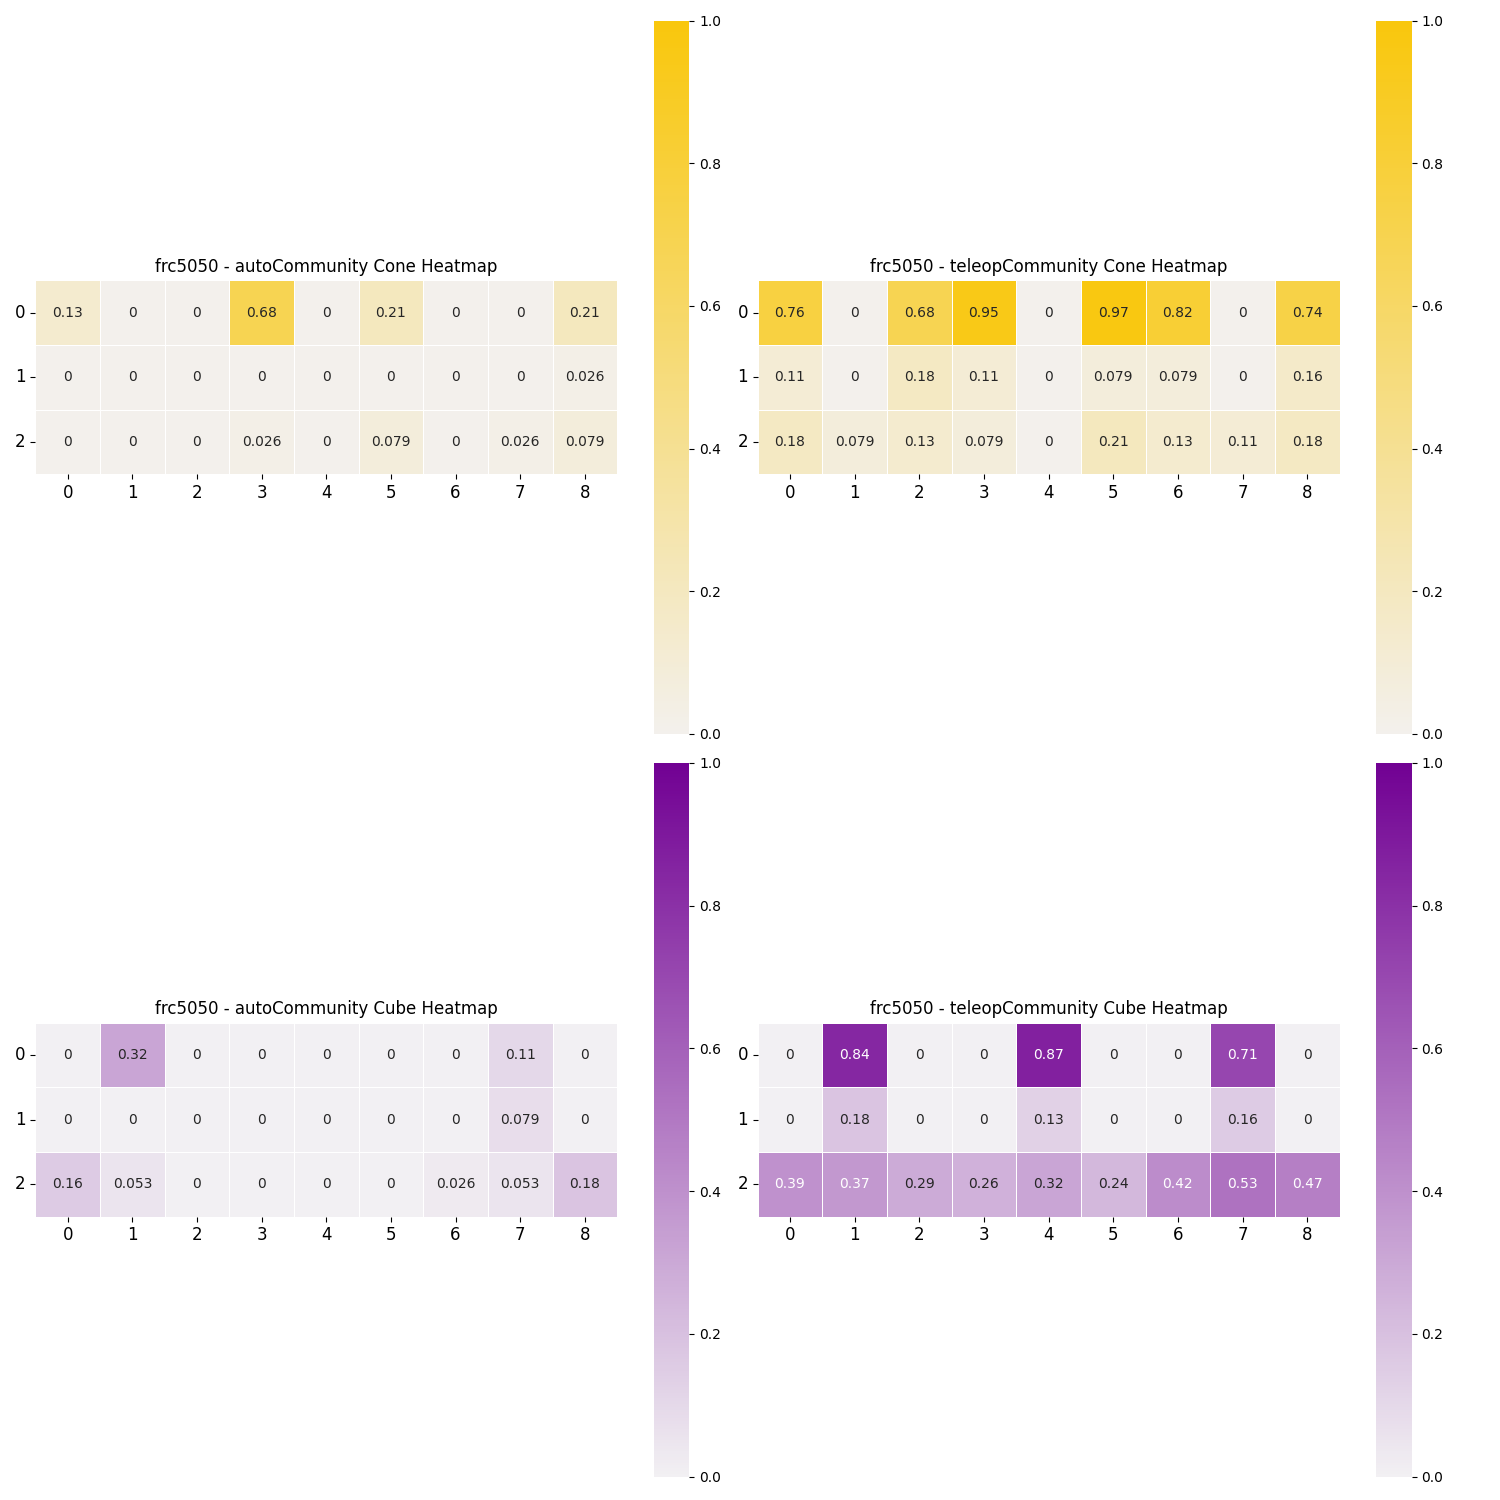 frc5050 - autoCommunity Cone Heatmap
0 0.13 0 0 0.68 0 0.21 0 0 0.21
1 0 0 0 0 0 0 0 0 0.026
2 0 0 0 0.026 0 0.079 0 0.026 0.079
0 1 2 3 4 5 6 7 8
1.0
0.8
0.6
0.4
0.2
0.0
frc5050 - teleopCommunity Cone Heatmap
0 0.76 0 0.68 0.95 0 0.97 0.82 0 0.74
1 0.11 0 0.18 0.11 0 0.079 0.079 0 0.16
2 0.18 0.079 0.13 0.079 0 0.21 0.13 0.11 0.18
0 1 2 3 4 5 6 7 8
1.0
0.8
0.6
0.4
0.2
0.0
frc5050 - autoCommunity Cube Heatmap
0 0 0.32 0 0 0 0 0 0.11 0
1 0 0 0 0 0 0 0 0.079 0
2 0.16 0.053 0 0 0 0 0.026 0.053 0.18
0 1 2 3 4 5 6 7 8
1.0
0.8
0.6
0.4
0.2
0.0
frc5050 - teleopCommunity Cube Heatmap
0 0 0.84 0 0 0.87 0 0 0.71 0
1 0 0.18 0 0 0.13 0 0 0.16 0
2 0.39 0.37 0.29 0.26 0.32 0.24 0.42 0.53 0.47
0 1 2 3 4 5 6 7 8
1.0
0.8
0.6
0.4
0.2
0.0